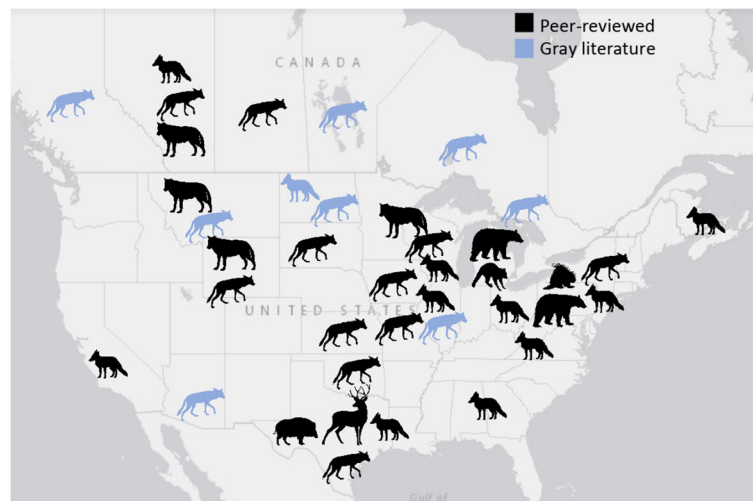 Peer-reviewed
Gray literature
CANADA
UNITED STATES
Gulf of